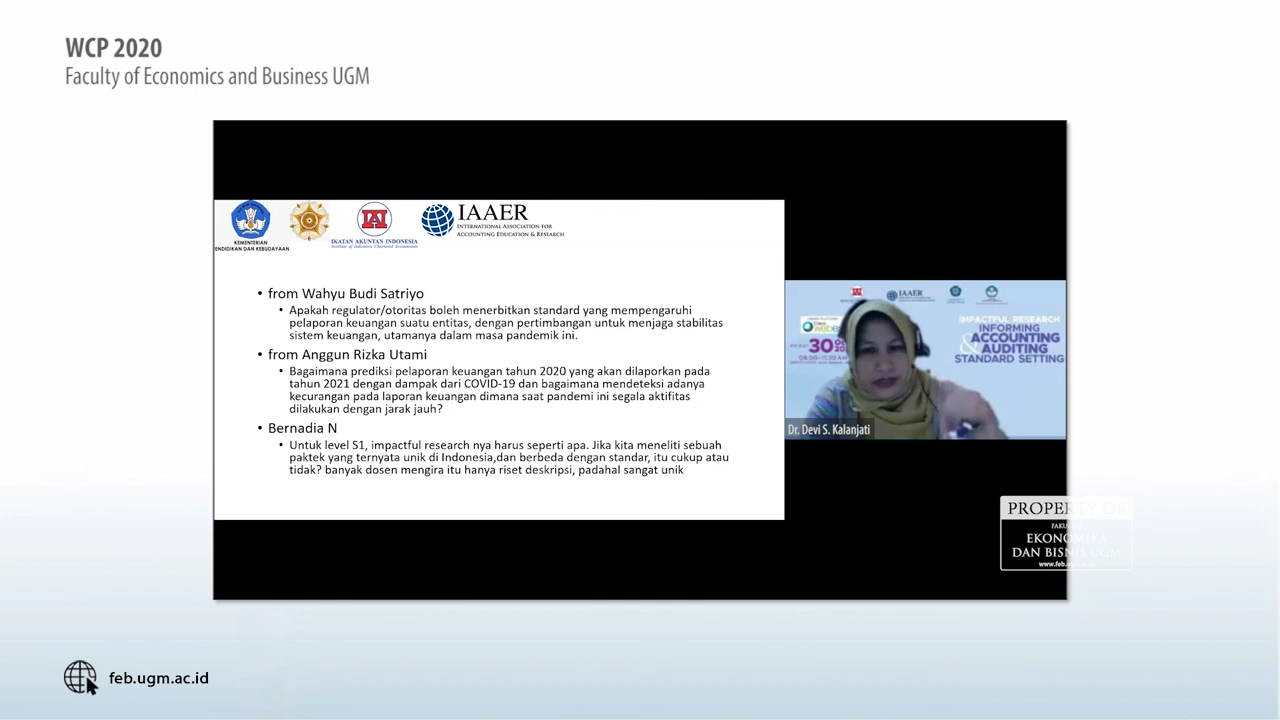 WCP 2020
Faculty of Economics and Business UGM
KEMENTERIAN
ENDIDIKAN DAN KEBUDAYAAN
IAI
IKATAN AKUNTAN INDONESIA
Institute of Indonesia Chartered Accountants
IAAER
INTERNATIONAL ASSOCIATION FOR
ACCOUNTING EDUCATION & RESEARCH
• from Wahyu Budi Satriyo
• Apakah regulator/otoritas boleh menerbitkan standard yang mempengaruhi
pelaporan keuangan suatu entitas, dengan pertimbangan untuk menjaga stabilitas
sistem keuangan, utamanya dalam masa pandemik ini.
• from Anggun Rizka Utami
• Bagaimana prediksi pelaporan keuangan tahun 2020 yang akan dilaporkan pada
tahun 2021 dengan dampak dari COVID-19 dan bagaimana mendeteksi adanya
kecurangan pada laporan keuangan dimana saat pandemi ini segala aktifitas
dilakukan dengan jarak jauh?
• Bernadia N
• Untuk level S1, impactful research nya harus seperti apa. Jika kita meneliti sebuah
paktek yang ternyata unik di Indonesia,dan berbeda dengan standar, itu cukup atau
tidak? banyak dosen mengira itu hanya riset deskripsi, padahal sangat unik
IAAER
IMPACTFUL RESEARCH
INFORMING
ACCOUNTING
& AUDITING
STANDARD SETTING
30
Dr. Devi S. Kalanjati
PROPERTY OF
EKONOMIKA
DAN BISNIS UGM
feb.ugm.ac.id